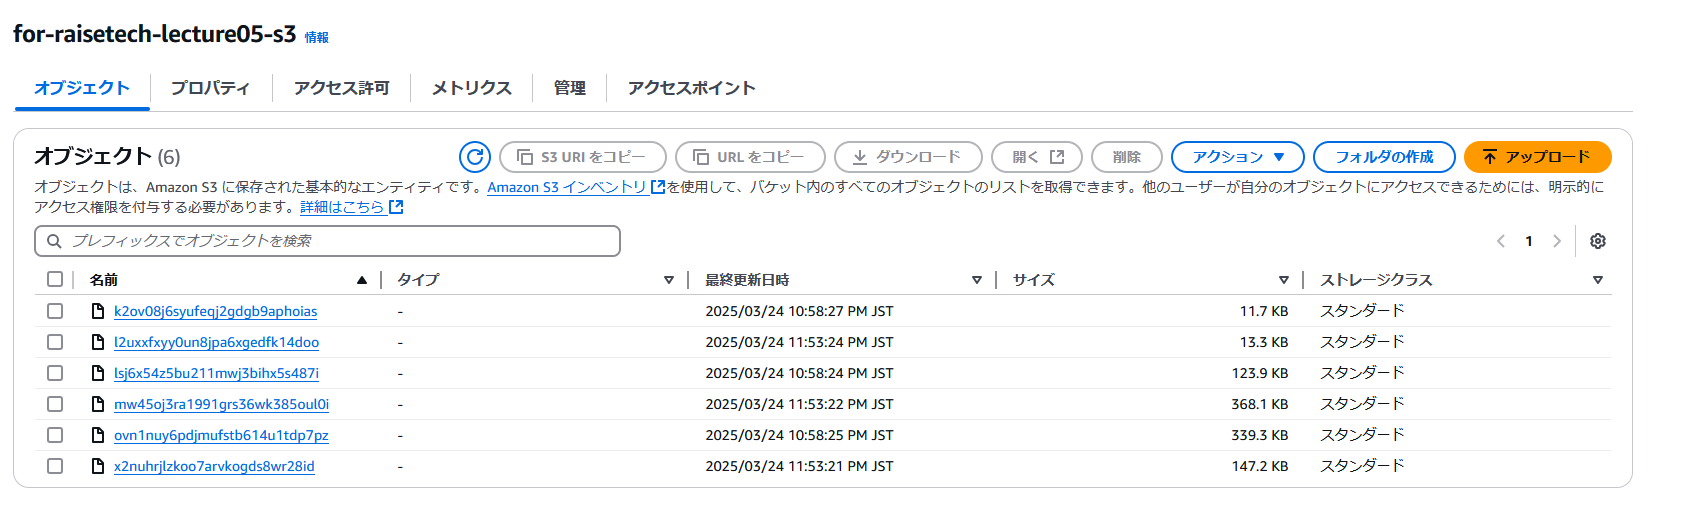 for-raisetech-lecture05-s3 情報
オブジェクト プロパティ アクセス許可 メトリクス 管理 アクセスポイント
オブジェクト (6) S3 URI をコピー URL をコピー ダウンロード 開く 削除 アクション フォルダの作成 アップロード
オブジェクトは、Amazon S3 に保存された基本的なエンティティです。Amazon S3 インベントリ を使用して、バケット内のすべてのオブジェクトのリストを取得できます。他のユーザーが自分のオブジェクトにアクセスできるためには、明示的に
アクセス権限を付与する必要があります。詳細はこちら
プレフィックスでオブジェクトを検索 1
名前 タイプ 最終更新日時 サイズ ストレージクラス
k2ov08j6syufeqj2gdgb9aphoias - 2025/03/24 10:58:27 PM JST 11.7 KB スタンダード
l2uxxfxyy0un8jpa6xgedfk14doo - 2025/03/24 11:53:24 PM JST 13.3 KB スタンダード
lsj6x54z5bu211mwj3bihx5s487i - 2025/03/24 10:58:24 PM JST 123.9 KB スタンダード
mw45oj3ra1991grs36wk385oul0i - 2025/03/24 11:53:22 PM JST 368.1 KB スタンダード
ovn1nuy6pdjmufstb614u1tdp7pz - 2025/03/24 10:58:25 PM JST 339.3 KB スタンダード
x2nuhrjlzkoo7arvkogds8wr28id - 2025/03/24 11:53:21 PM JST 147.2 KB スタンダード